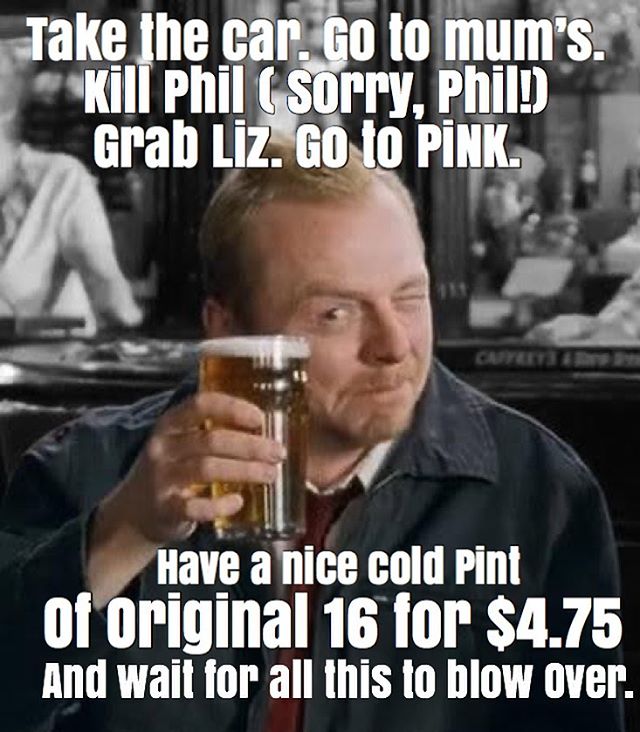 Take the car. Go to mum's.
Kill Phil ( Sorry, Phil!)
Grab Liz. Go to PiNK.
CAFFREY'S
Have a nice cold Pint
Of Original 16 for $4.75
And wait for all this to blow Over.